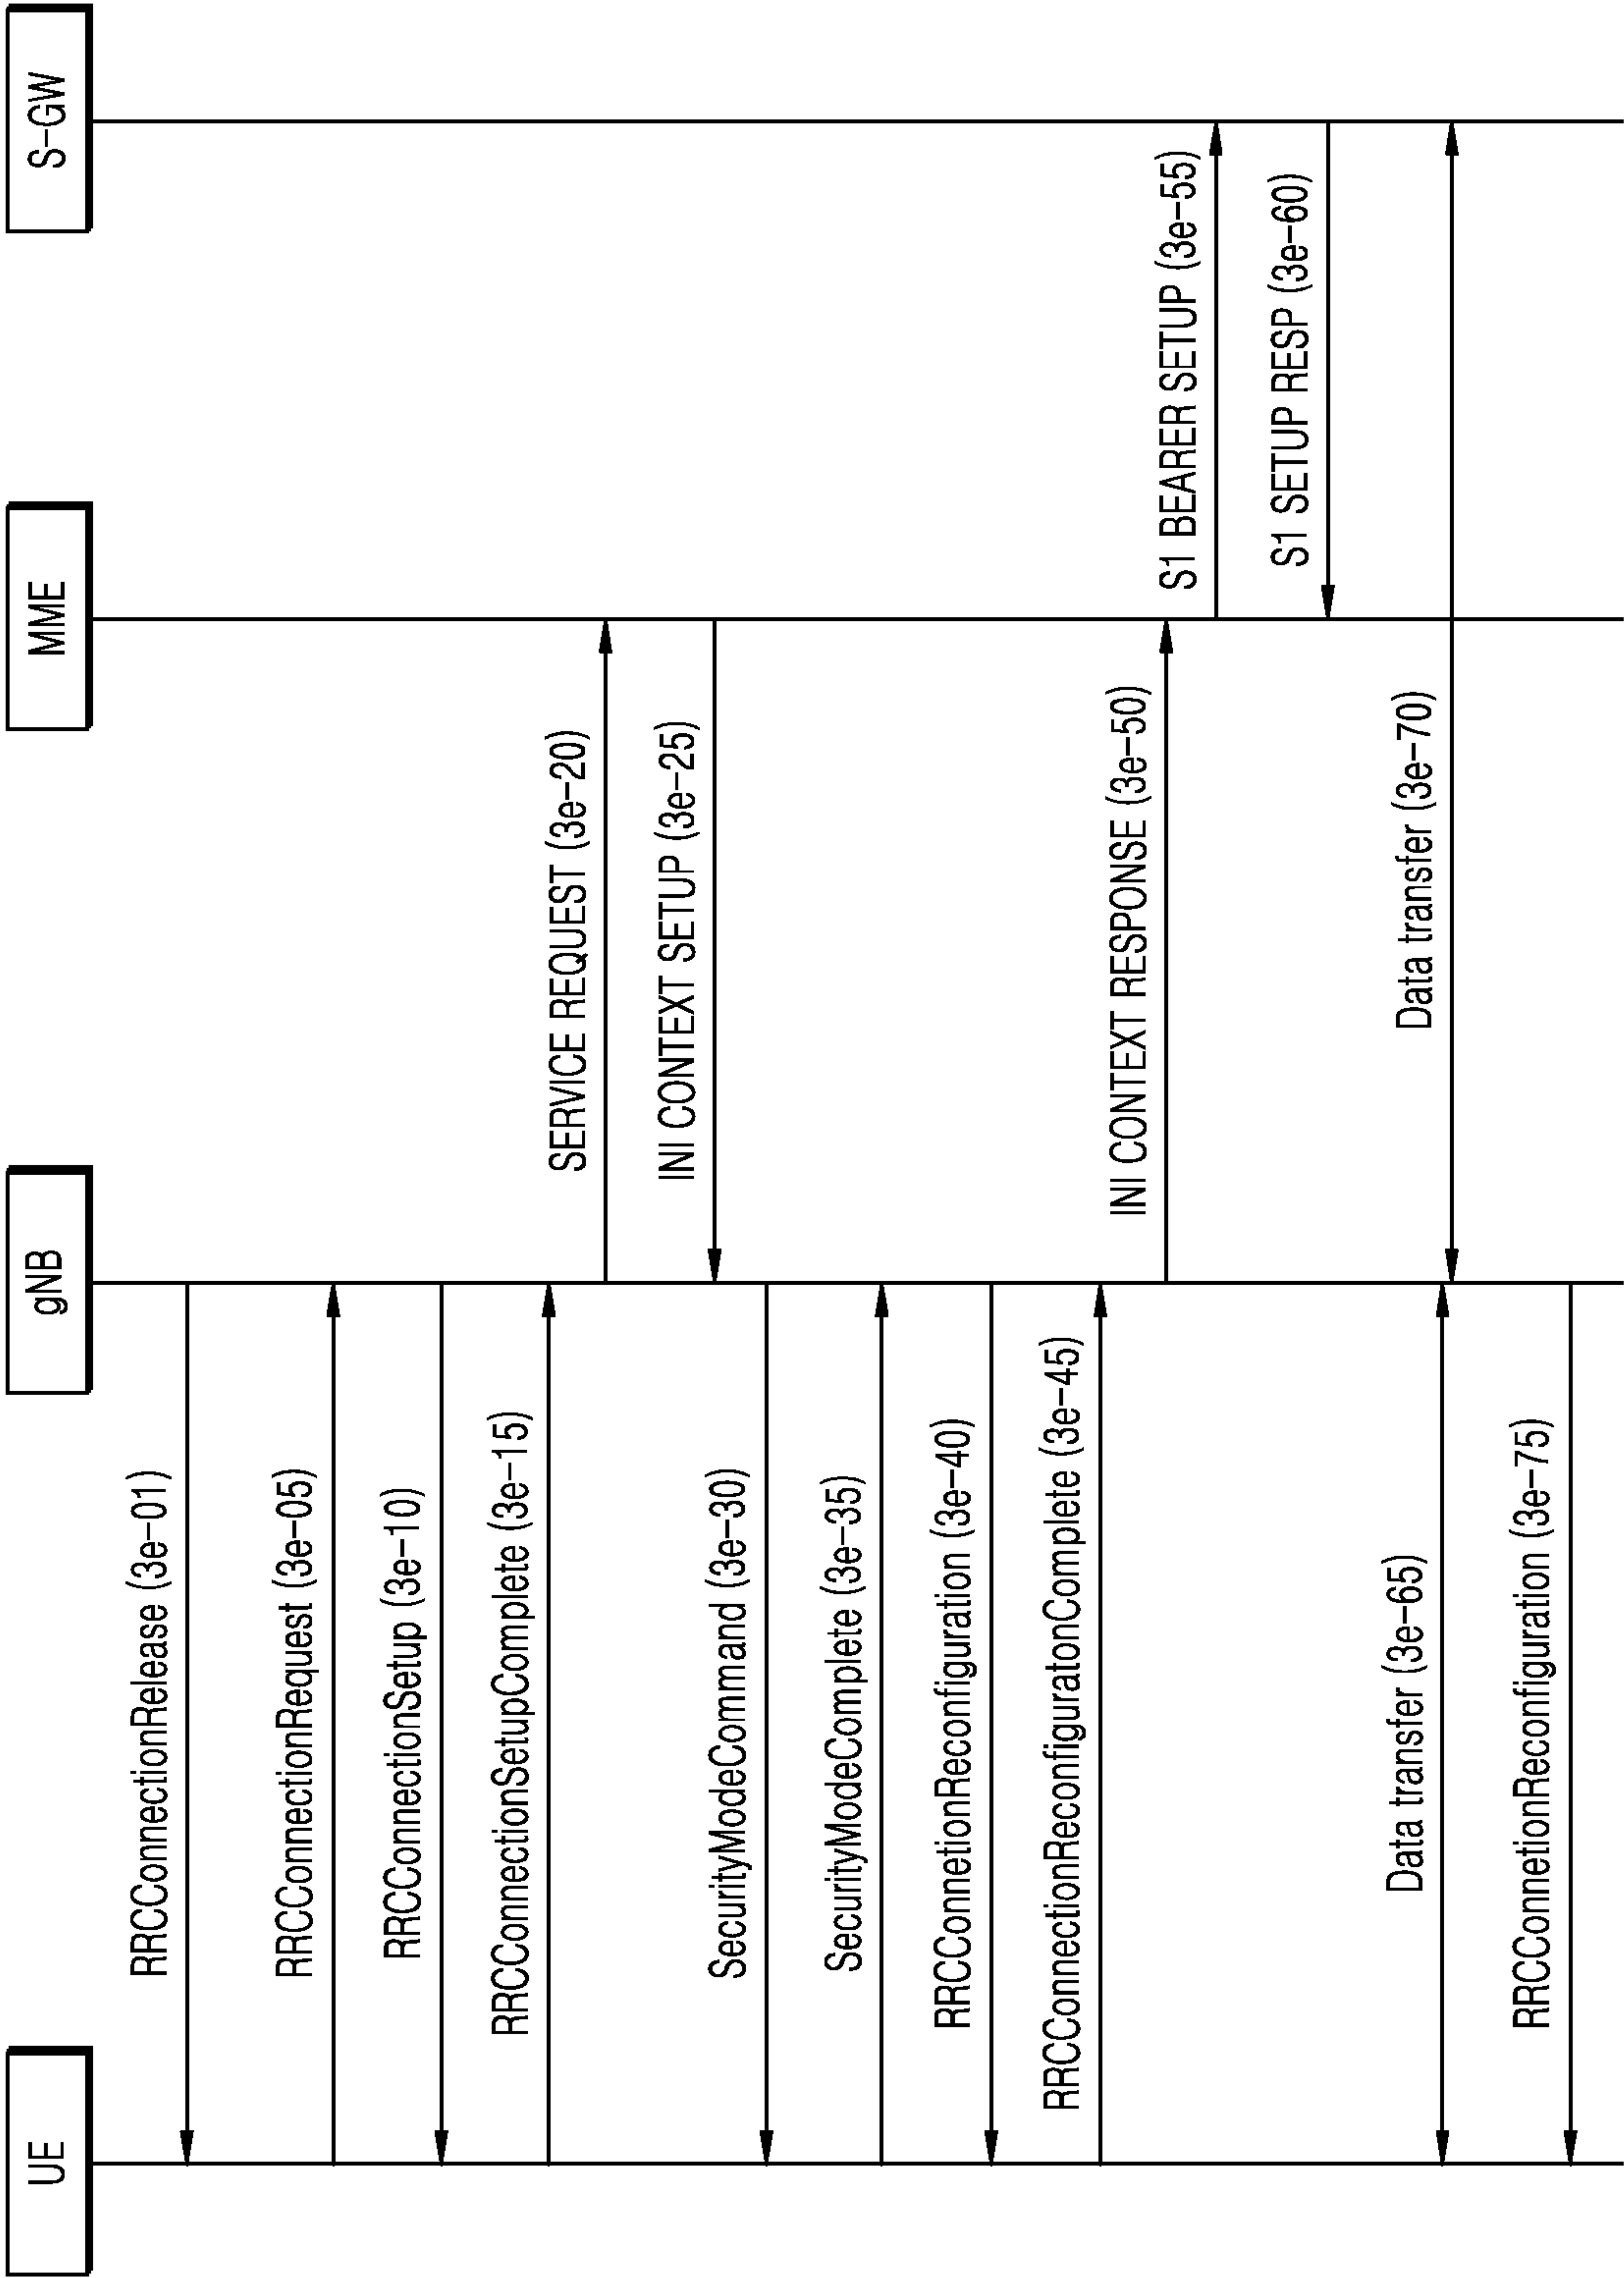 UE
gNB
MME
S-GW
RRCConnectionRelease (3e-01)
RRCConnectionRequest (3e-05)
RRCConnectionSetup (3e-10)
RRCConnectionSetupComplete (3e-15)
SERVICE REQUEST (3e-20)
INI CONTEXT SETUP (3e-25)
SecurityModeCommand (3e-30)
SecurityModeComplete (3e-35)
RRCConnetionReconfiguration (3e-40)
RRCConnectionReconfiguratonComplete (3e-45)
INI CONTEXT RESPONSE (3e-50)
S1 BEARER SETUP (3e-55)
S1 SETUP RESP (3e-60)
Data transfer (3e-65)
Data transfer (3e-70)
RRCConnetionReconfiguration (3e-75)